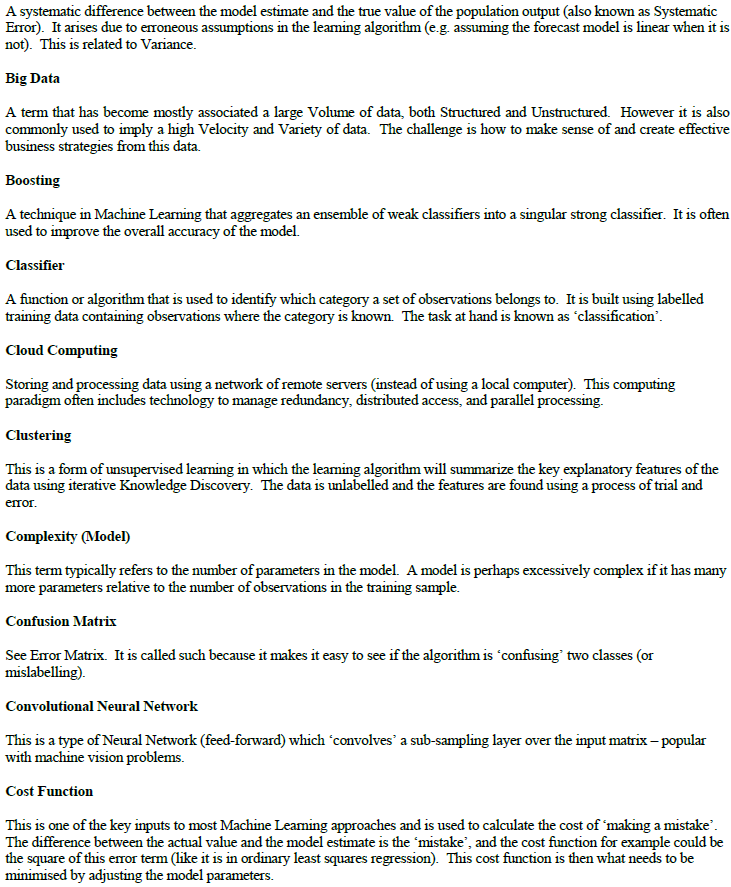 A systematic difference between the model estimate and the true value of the population output (also known as Systematic
Error).  It arises due to erroneous assumptions in the learning algorithm (e.g. assuming the forecast model is linear when it is
not).  This is related to Variance.
Big Data
A term that has become mostly associated a large Volume of data, both Structured and Unstructured.  However it is also
commonly used to imply a high Velocity and Variety of data.  The challenge is how to make sense of and create effective
business strategies from this data.
Boosting
A technique in Machine Learning that aggregates an ensemble of weak classifiers into a singular strong classifier.  It is often
used to improve the overall accuracy of the model.
Classifier
A function or algorithm that is used to identify which category a set of observations belongs to.  It is built using labelled
training data containing observations where the category is known.  The task at hand is known as ‘classification’.
Cloud Computing
Storing and processing data using a network of remote servers (instead of using a local computer).  This computing
paradigm often includes technology to manage redundancy, distributed access, and parallel processing.
Clustering
This is a form of unsupervised learning in which the learning algorithm will summarize the key explanatory features of the
data using iterative Knowledge Discovery.  The data is unlabelled and the features are found using a process of trial and
error.
Complexity (Model)
This term typically refers to the number of parameters in the model.  A model is perhaps excessively complex if it has many
more parameters relative to the number of observations in the training sample.
Confusion Matrix
See Error Matrix.  It is called such because it makes it easy to see if the algorithm is ‘confusing’ two classes (or
mislabelling).
Convolutional Neural Network
This is a type of Neural Network (feed-forward) which ‘convolves’ a sub-sampling layer over the input matrix – popular
with machine vision problems.
Cost Function
This is one of the key inputs to most Machine Learning approaches and is used to calculate the cost of ‘making a mistake’.
The difference between the actual value and the model estimate is the ‘mistake’, and the cost function for example could be
the square of this error term (like it is in ordinary least squares regression).  This cost function is then what needs to be
minimised by adjusting the model parameters.